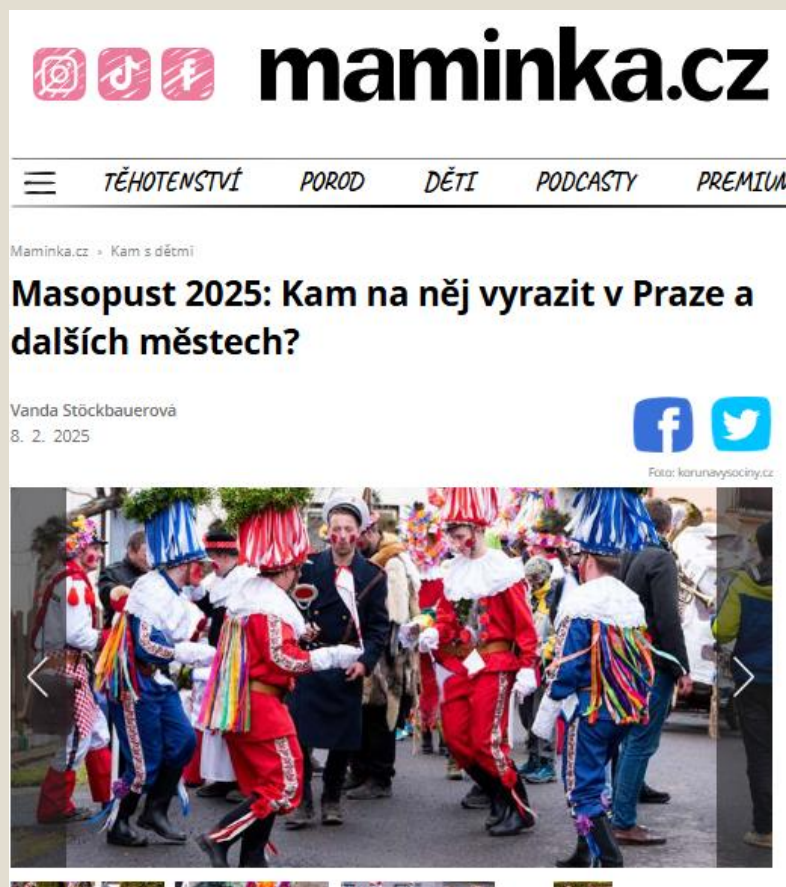 maminka.cz
TĚHOTENSTVÍ POROD DĚTI PODCASTY PREMIUM
Maminka.cz › Kam s dětmi
Masopust 2025: Kam na něj vyrazit v Praze a
dalších městech?
Vanda Stöckbauerová
8. 2. 2025
Foto: korunavysociny.cz